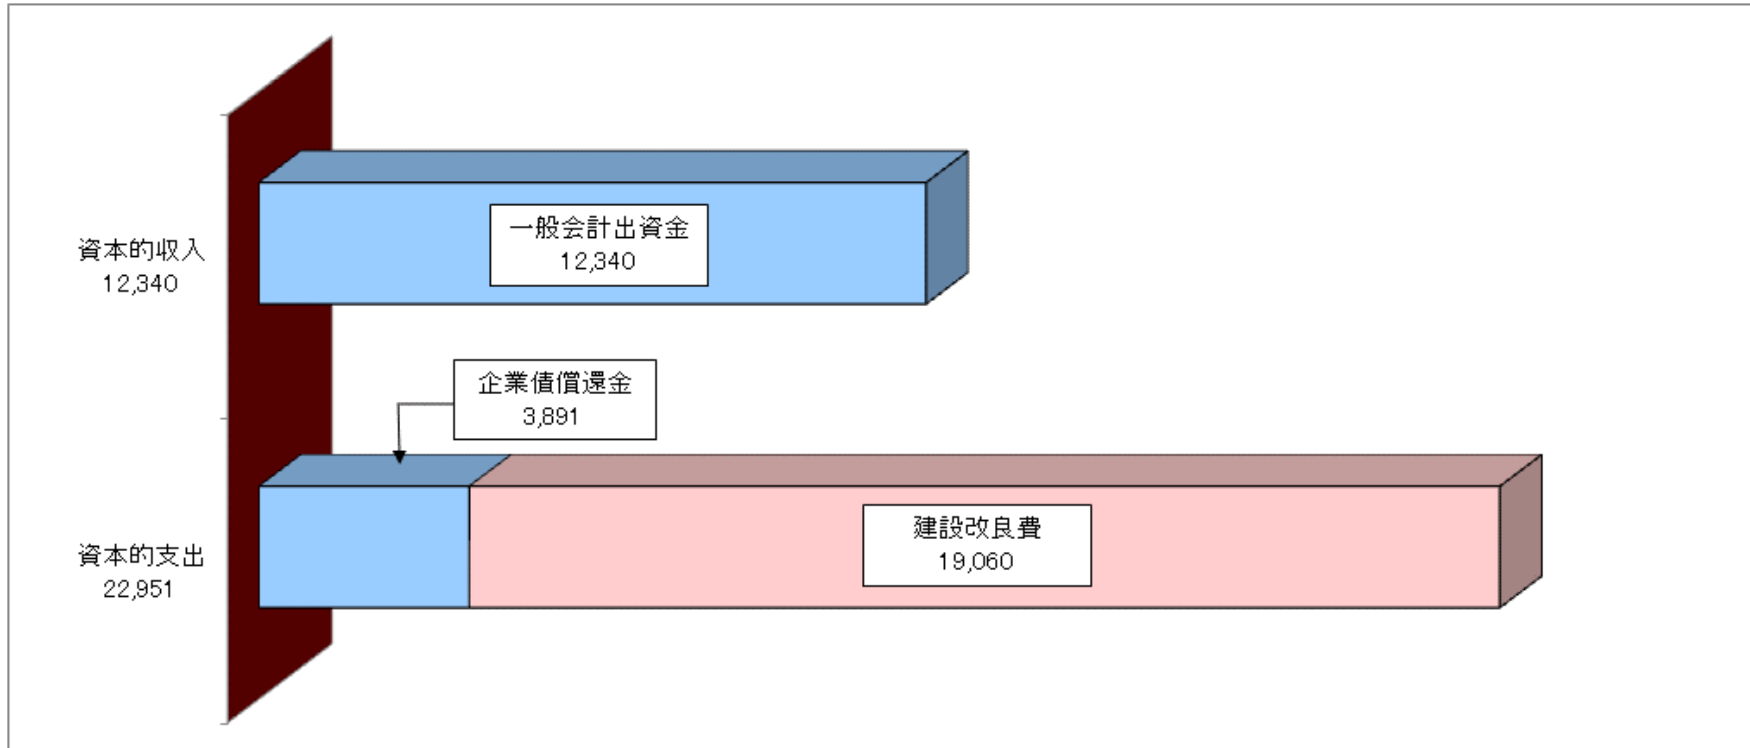 一般会計出資金
12,340
資本的収入
12,340
企業債償還金
3,891
建設改良費
19,060
資本的支出
22,951